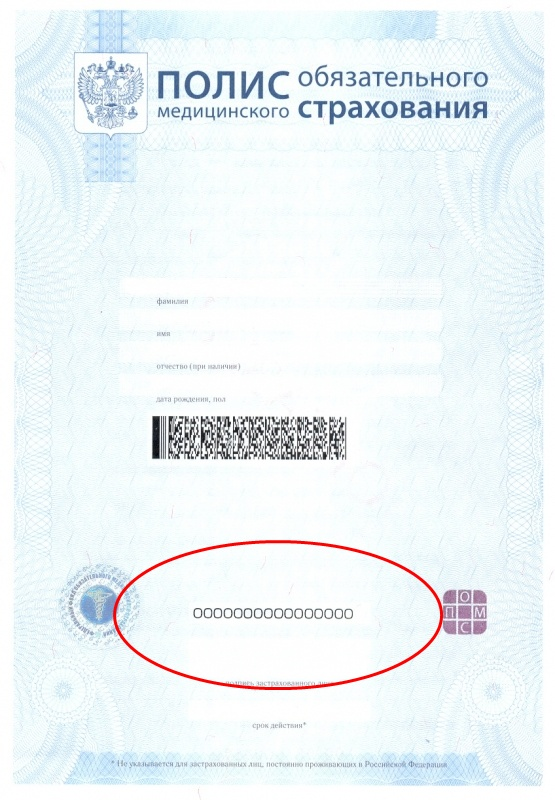 ПОЛИС обязательного
медицинского страхования
фамилия
имя
отчество (при наличии)
дата рождения, пол
0000000000000000
О
П М
С
подпись застрахованного
срок действия*
* Не указывается для застрахованных лиц, постоянно проживающих в Российской Федерации